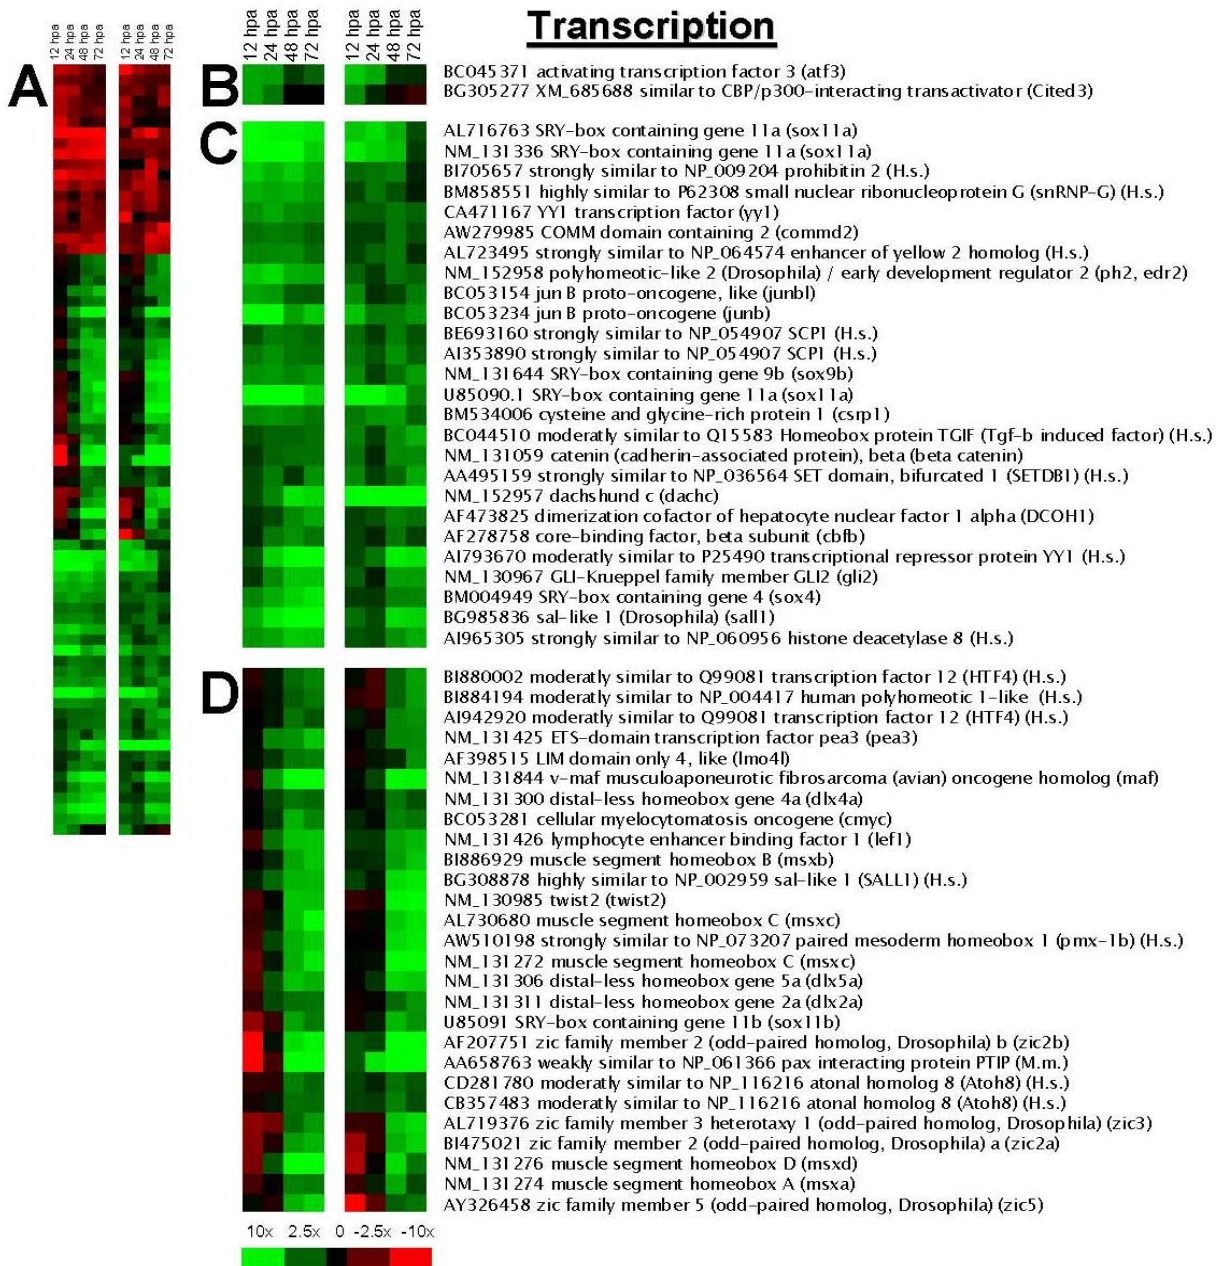 Transcription
12 hpa 24 hpa 48 hpa 72 hpa 12 hpa 24 hpa 48 hpa 72 hpa
12 hpa 24 hpa 48 hpa 72 hpa 12 hpa 24 hpa 48 hpa 72 hpa
A
B
BC045371 activating transcription factor 3 (atf3)
BG305277 XM_685688 similar to CBP/p300-interacting transactivator (Cited3)
C
AL716763 SRY-box containing gene 11a (sox11a)
NM_131336 SRY-box containing gene 11a (sox11a)
BI705657 strongly similar to NP_009204 prohibitin 2 (H.s.)
BM858551 highly similar to P62308 small nuclear ribonucleoprotein G (snRNP-G) (H.s.)
CA471167 YY1 transcription factor (yy1)
AW279985 COMM domain containing 2 (commd2)
AL723495 strongly similar to NP_064574 enhancer of yellow 2 homolog (H.s.)
NM_152958 polyhomeotic-like 2 (Drosophila) / early development regulator 2 (ph2, edr2)
BC053154 jun B proto-oncogene, like (junbl)
BC053234 jun B proto-oncogene (junb)
BE693160 strongly similar to NP_054907 SCP1 (H.s.)
AI353890 strongly similar to NP_054907 SCP1 (H.s.)
NM_131644 SRY-box containing gene 9b (sox9b)
U85090.1 SRY-box containing gene 11a (sox11a)
BM534006 cysteine and glycine-rich protein 1 (csrp1)
BC044510 moderatly similar to Q15583 Homeobox protein TGIF (Tgf-b induced factor) (H.s.)
NM_131059 catenin (cadherin-associated protein), beta (beta catenin)
AA495159 strongly similar to NP_036564 SET domain, bifurcated 1 (SETDB1) (H.s.)
NM_152957 dachshund c (dachc)
AF473825 dimerization cofactor of hepatocyte nuclear factor 1 alpha (DCOH1)
AF278758 core-binding factor, beta subunit (cbfb)
AI793670 moderatly similar to P25490 transcriptional repressor protein YY1 (H.s.)
NM_130967 GLI-Krueppel family member GLI2 (gli2)
BM004949 SRY-box containing gene 4 (sox4)
BG985836 sal-like 1 (Drosophila) (sall1)
AI965305 strongly similar to NP_060956 histone deacetylase 8 (H.s.)
D
BI880002 moderatly similar to Q99081 transcription factor 12 (HTF4) (H.s.)
BI884194 moderatly similar to NP_004417 human polyhomeotic 1-like (H.s.)
AI942920 moderatly similar to Q99081 transcription factor 12 (HTF4) (H.s.)
NM_131425 ETS-domain transcription factor pea3 (pea3)
AF398515 LIM domain only 4, like (lmo4l)
NM_131844 v-maf musculoaponeurotic fibrosarcoma (avian) oncogene homolog (maf)
NM_131300 distal-less homeobox gene 4a (dlx4a)
BC053281 cellular myelocytomatosis oncogene (cmyc)
NM_131426 lymphocyte enhancer binding factor 1 (lef1)
BI886929 muscle segment homeobox B (msxb)
BG308878 highly similar to NP_002959 sal-like 1 (SALL1) (H.s.)
NM_130985 twist2 (twist2)
AL730680 muscle segment homeobox C (msxc)
AW510198 strongly similar to NP_073207 paired mesoderm homeobox 1 (pmx-1b) (H.s.)
NM_131272 muscle segment homeobox C (msxc)
NM_131306 distal-less homeobox gene 5a (dlx5a)
NM_131311 distal-less homeobox gene 2a (dlx2a)
U85091 SRY-box containing gene 11b (sox11b)
AF207751 zic family member 2 (odd-paired homolog, Drosophila) b (zic2b)
AA658763 weakly similar to NP_061366 pax interacting protein PTIP (M.m.)
CD281780 moderatly similar to NP_116216 atonal homolog 8 (Atoh8) (H.s.)
CB357483 moderatly similar to NP_116216 atonal homolog 8 (Atoh8) (H.s.)
AL719376 zic family member 3 heterotaxy 1 (odd-paired homolog, Drosophila) (zic3)
BI475021 zic family member 2 (odd-paired homolog, Drosophila) a (zic2a)
NM_131276 muscle segment homeobox D (msxd)
NM_131274 muscle segment homeobox A (msxa)
AY326458 zic family member 5 (odd-paired homolog, Drosophila) (zic5)
10x 2.5x 0 -2.5x -10x